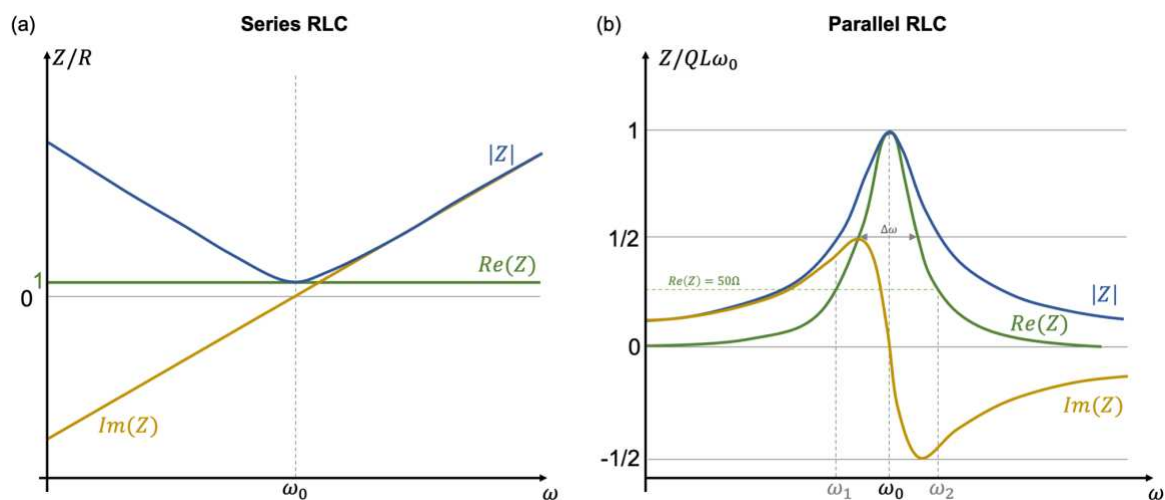 (a)
Series RLC
Z/R
|Z|
Re(Z)
1
0
Im(Z)
ω₀
ω
(b)
Parallel RLC
Z/QLω₀
1
1/2
Δω
Re(Z) = 50Ω
|Z|
Re(Z)
0
Im(Z)
-1/2
ω₁
ω₀
ω₂
ω